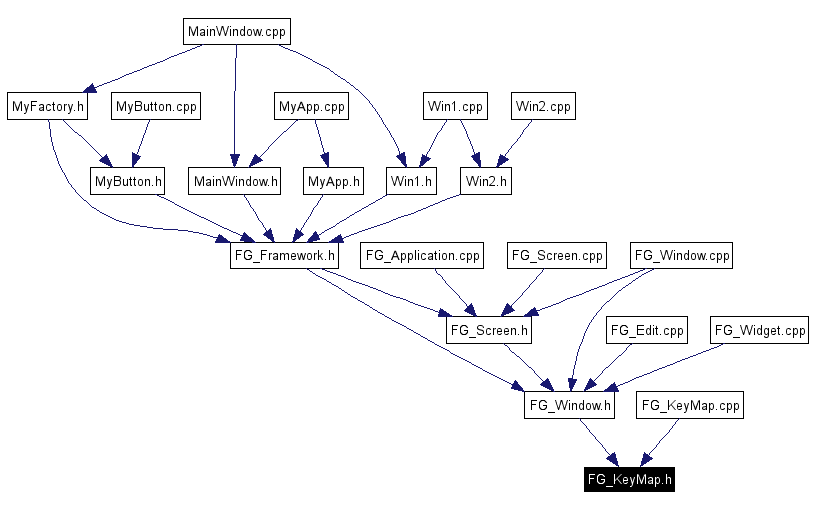 MainWindow.cpp
MyFactory.h
MyButton.cpp
MyApp.cpp
Win1.cpp
Win2.cpp
MyButton.h
MainWindow.h
MyApp.h
Win1.h
Win2.h
FG_Framework.h
FG_Application.cpp
FG_Screen.cpp
FG_Window.cpp
FG_Screen.h
FG_Edit.cpp
FG_Widget.cpp
FG_Window.h
FG_KeyMap.cpp
FG_KeyMap.h